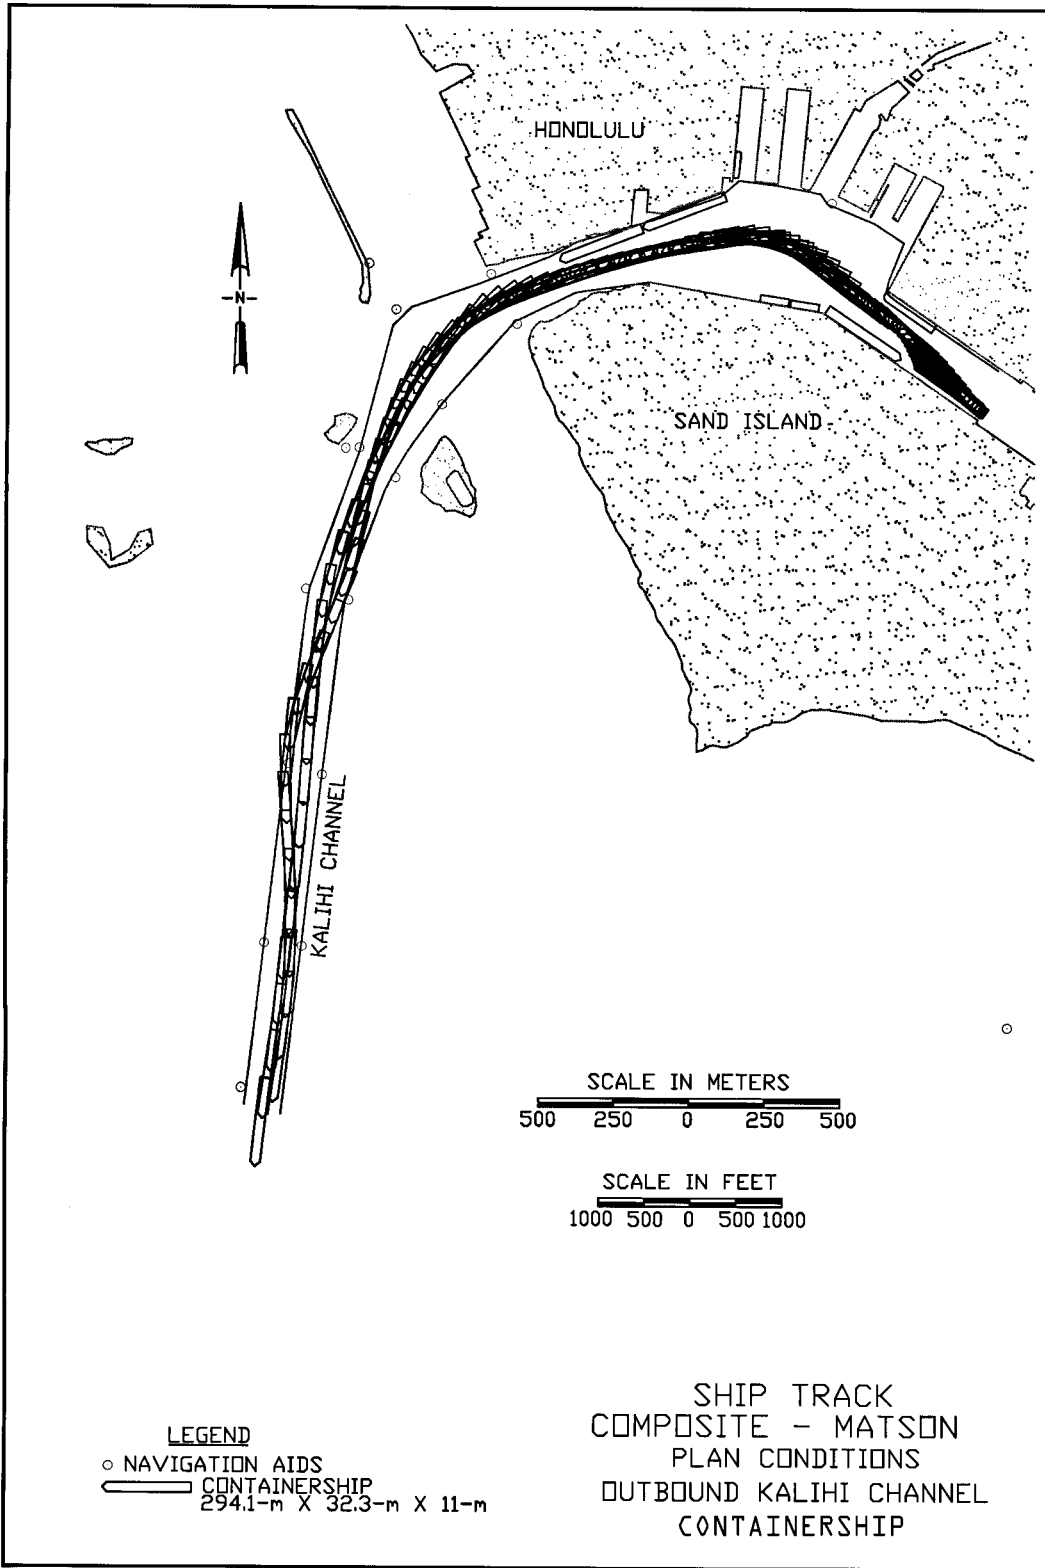 HONOLULU
N
SAND ISLAND
KALIHI CHANNEL
SCALE IN METERS
500 250 0 250 500
SCALE IN FEET
1000 500 0 500 1000
SHIP TRACK
COMPOSITE - MATSON
PLAN CONDITIONS
OUTBOUND KALIHI CHANNEL
CONTAINERSHIP
LEGEND
NAVIGATION AIDS
CONTAINERSHIP
294.1-m X 32.3-m X 11-m